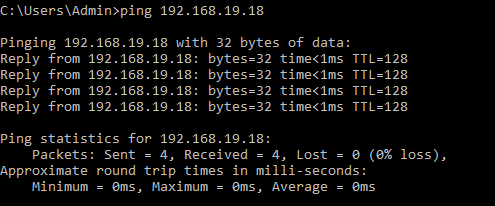 C:\Users\Admin>ping 192.168.19.18
Pinging 192.168.19.18 with 32 bytes of data:
Reply from 192.168.19.18: bytes=32 time<1ms TTL=128
Reply from 192.168.19.18: bytes=32 time<1ms TTL=128
Reply from 192.168.19.18: bytes=32 time<1ms TTL=128
Reply from 192.168.19.18: bytes=32 time<1ms TTL=128
Ping statistics for 192.168.19.18:
    Packets: Sent = 4, Received = 4, Lost = 0 (0% loss),
Approximate round trip times in milli-seconds:
    Minimum = 0ms, Maximum = 0ms, Average = 0ms